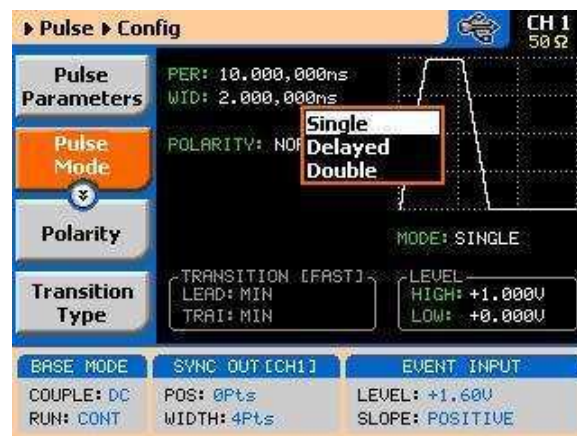 Pulse Config
CH 1
50 Ω
Pulse
Parameters
Pulse
Mode
Polarity
Transition
Type
PER: 10.000,000ns
WID: 2.000,000ns
POLARITY:
Single
Delayed
Double
MODE: SINGLE
TRANSITION [FAST]
LEAD: MIN
TRAI: MIN
LEVEL
HIGH: +1.000V
LOW: +0.000V
BASE MODE
COUPLE: DC
RUN: CONT
SYNC OUT [CH1]
POS: 0Pts
WIDTH: 4Pts
EVENT INPUT
LEVEL: +1.60V
SLOPE: POSITIVE